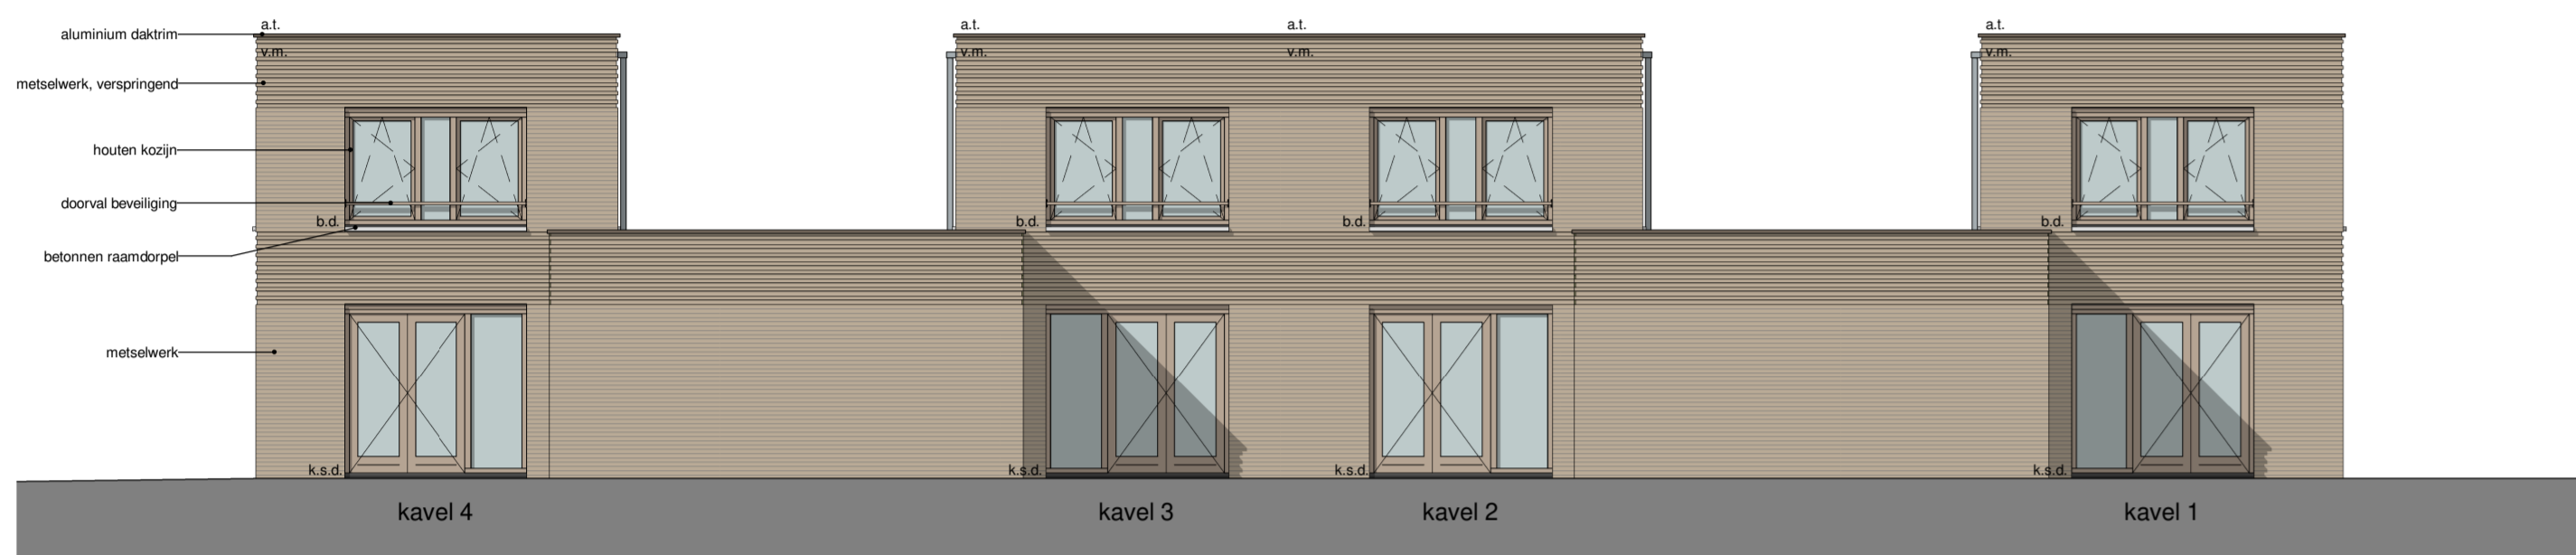 a.t. a.t. a.t. a.t.
aluminium daktrim
v.m. v.m. v.m. v.m.
metselwerk, verspringend
houten kozijn
doorval beveiliging
b.d. b.d. b.d. b.d.
betonnen raamdorpel
metselwerk
k.s.d. k.s.d. k.s.d. k.s.d.
kavel 4 kavel 3 kavel 2 kavel 1